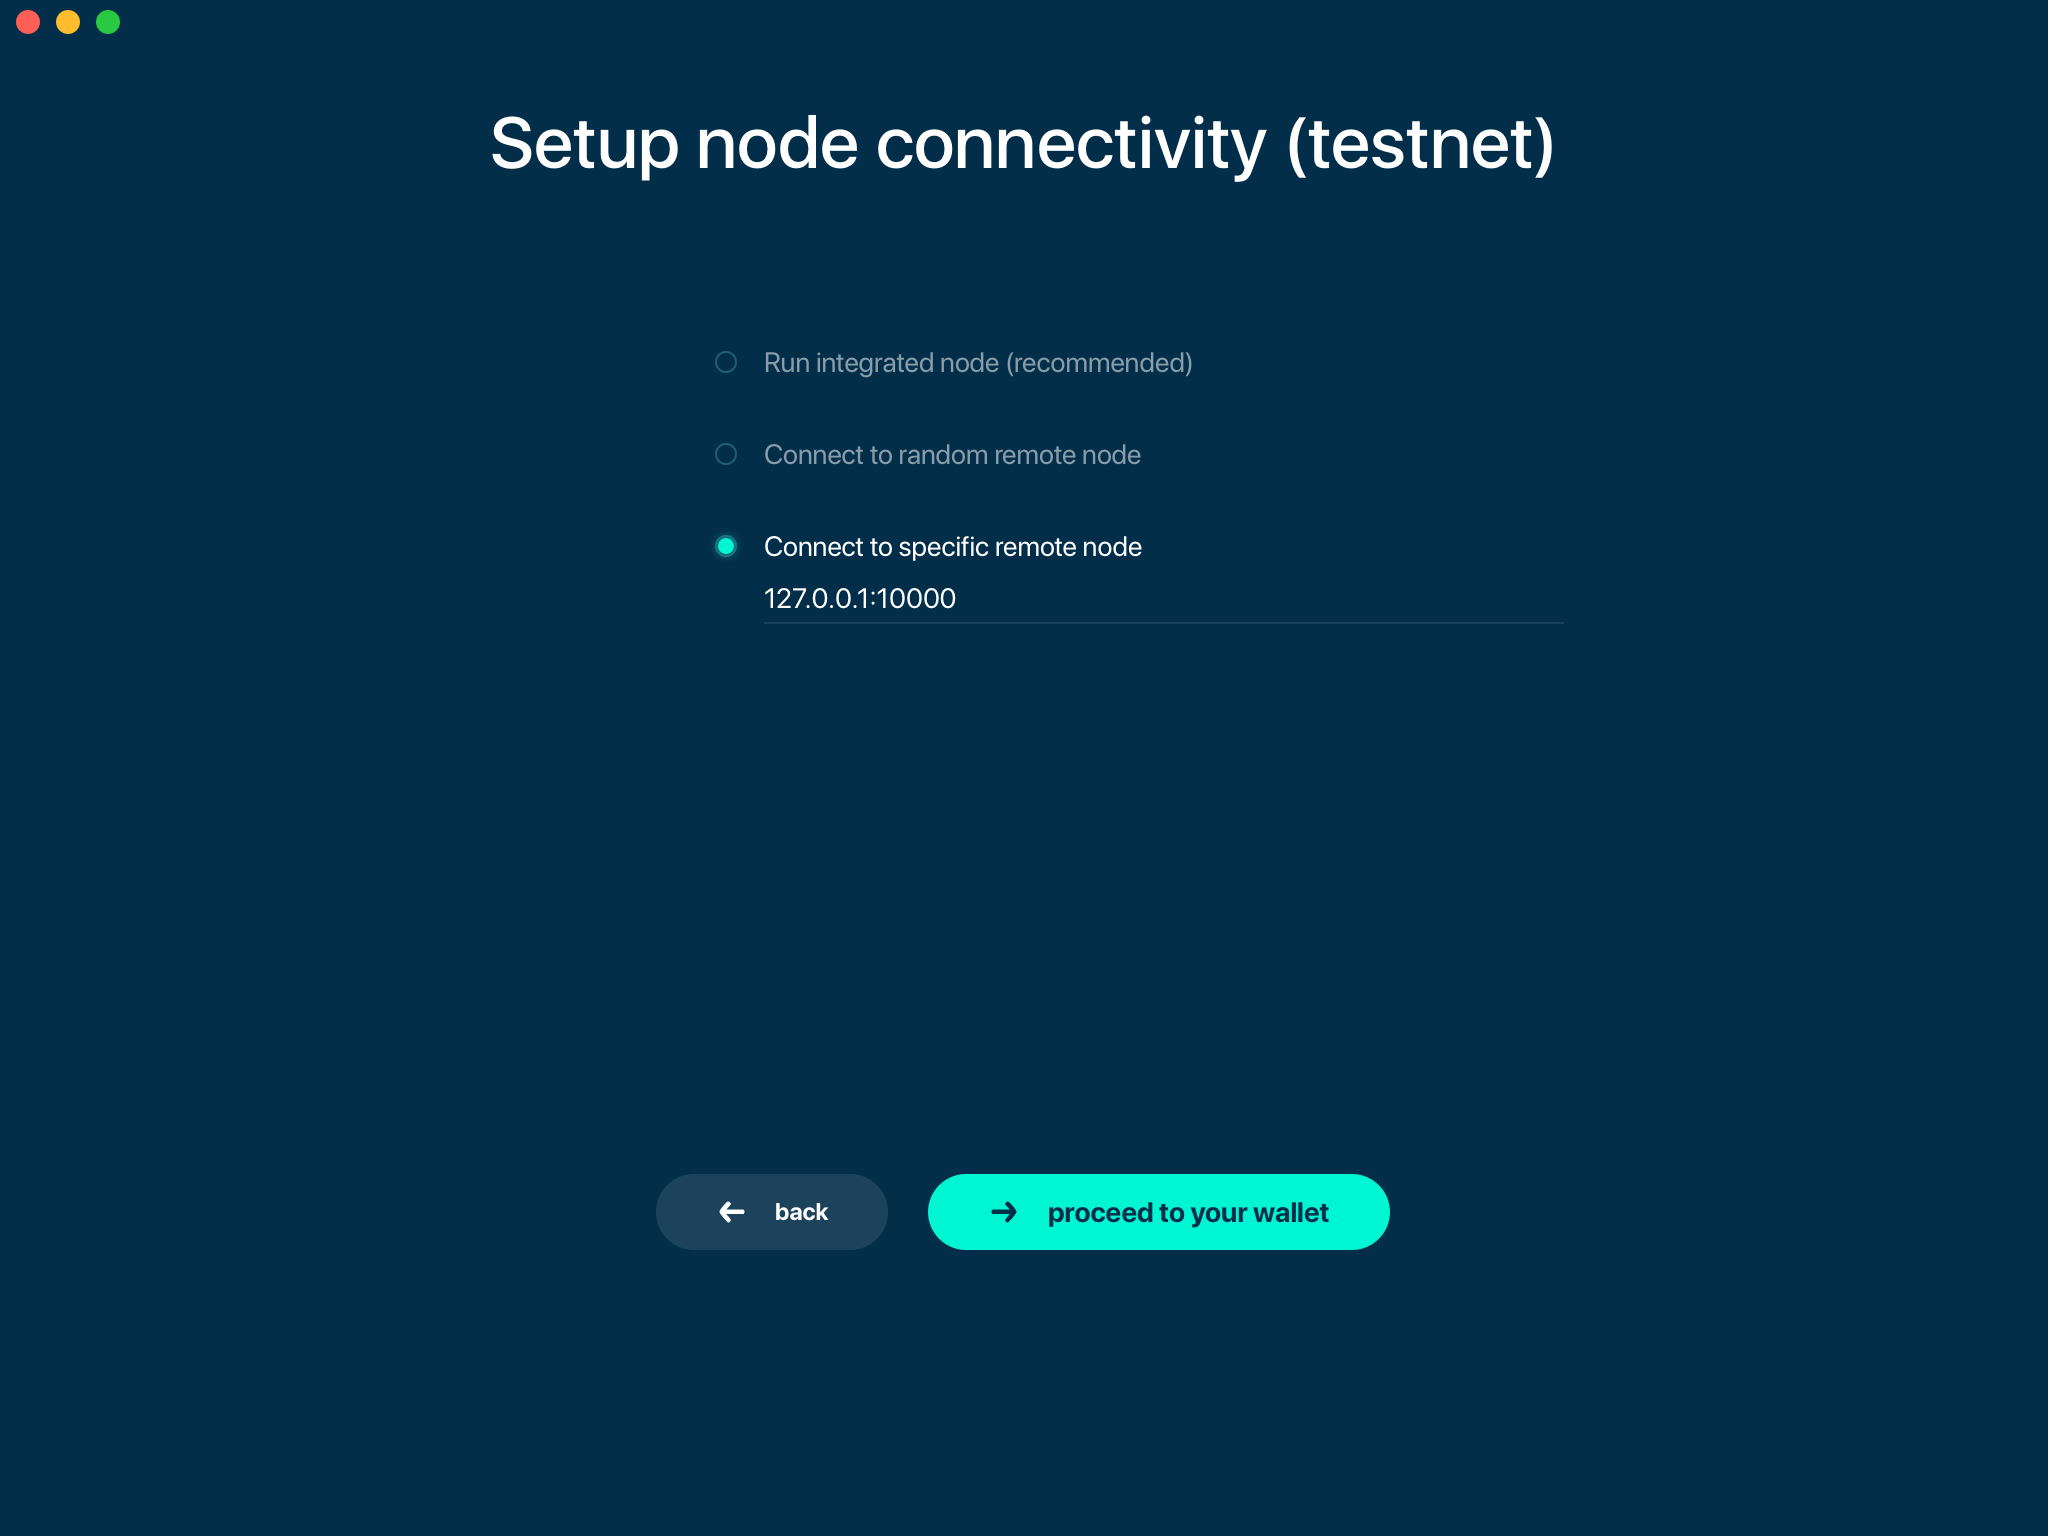 Setup node connectivity (testnet)
Run integrated node (recommended)
Connect to random remote node
Connect to specific remote node
127.0.0.1:10000
back
proceed to your wallet